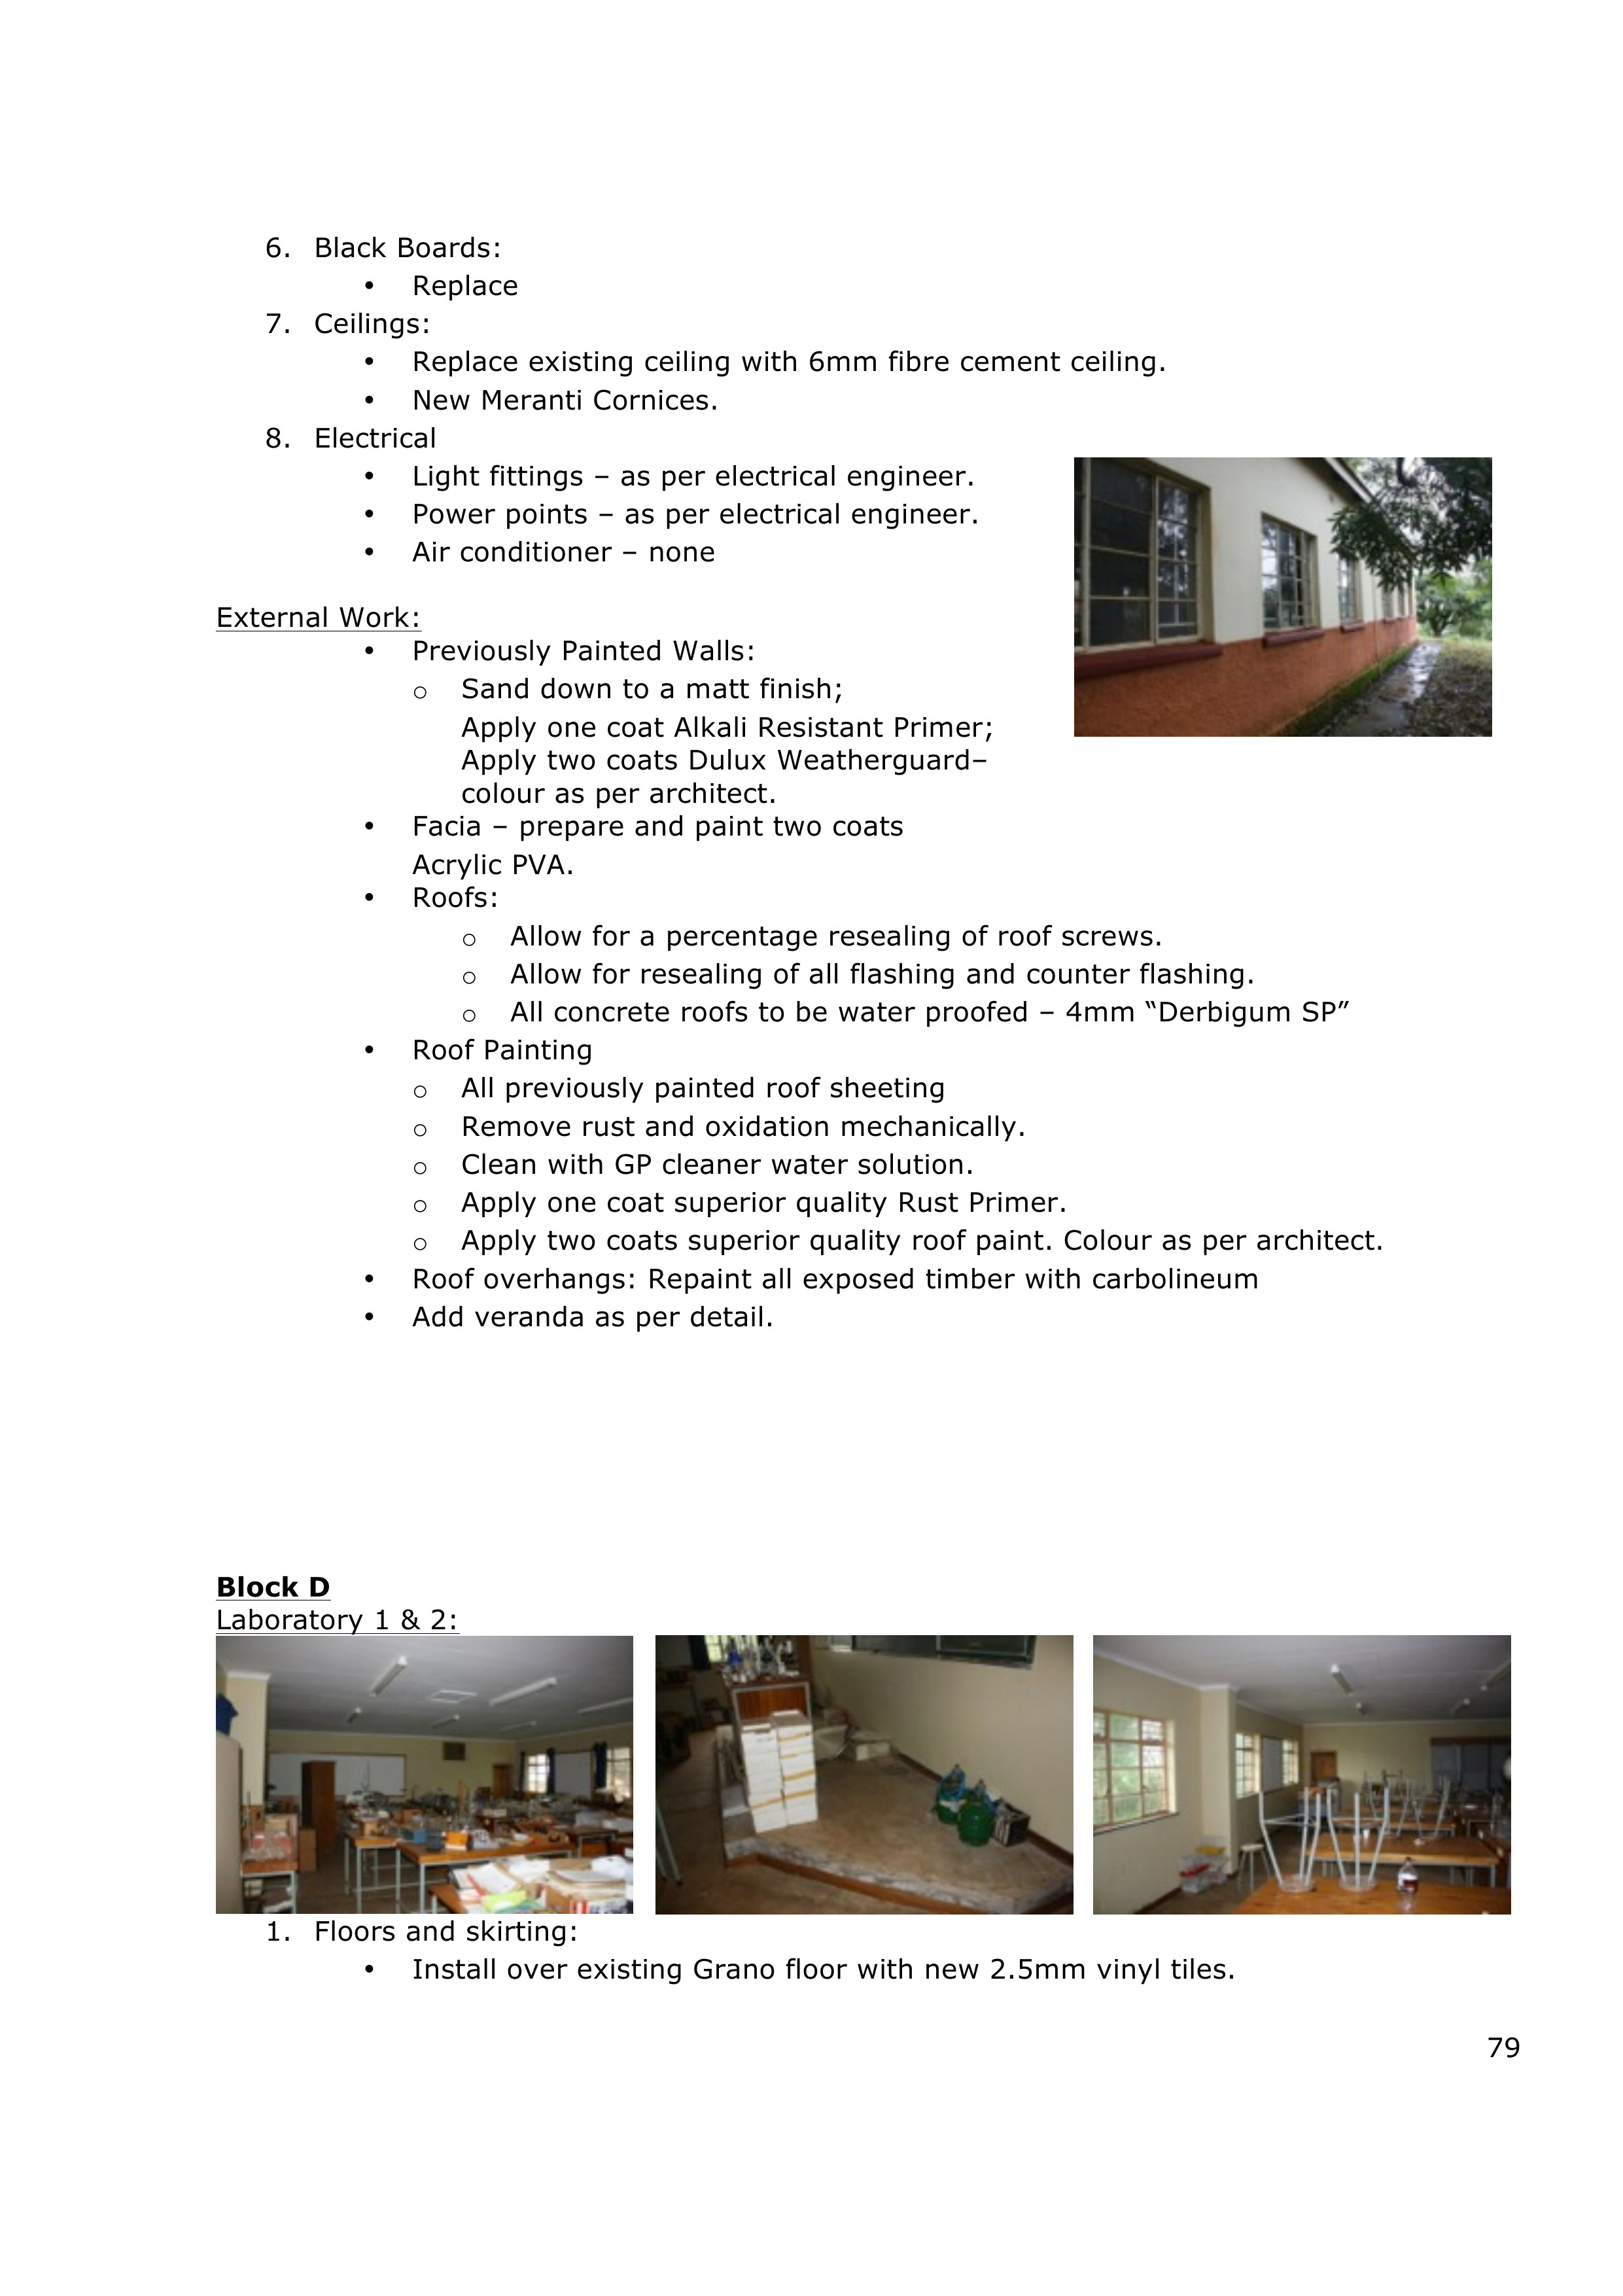 6. Black Boards:
• Replace
7. Ceilings:
• Replace existing ceiling with 6mm fibre cement ceiling.
• New Meranti Cornices.
8. Electrical
• Light fittings – as per electrical engineer.
• Power points – as per electrical engineer.
• Air conditioner – none
External Work:
• Previously Painted Walls:
o Sand down to a matt finish;
Apply one coat Alkali Resistant Primer;
Apply two coats Dulux Weatherguard–
colour as per architect.
• Facia – prepare and paint two coats
Acrylic PVA.
• Roofs:
o Allow for a percentage resealing of roof screws.
o Allow for resealing of all flashing and counter flashing.
o All concrete roofs to be water proofed – 4mm “Derbigum SP”
• Roof Painting
o All previously painted roof sheeting
o Remove rust and oxidation mechanically.
o Clean with GP cleaner water solution.
o Apply one coat superior quality Rust Primer.
o Apply two coats superior quality roof paint. Colour as per architect.
• Roof overhangs: Repaint all exposed timber with carbolineum
• Add veranda as per detail.
Block D
Laboratory 1 & 2:
1. Floors and skirting:
• Install over existing Grano floor with new 2.5mm vinyl tiles.
79